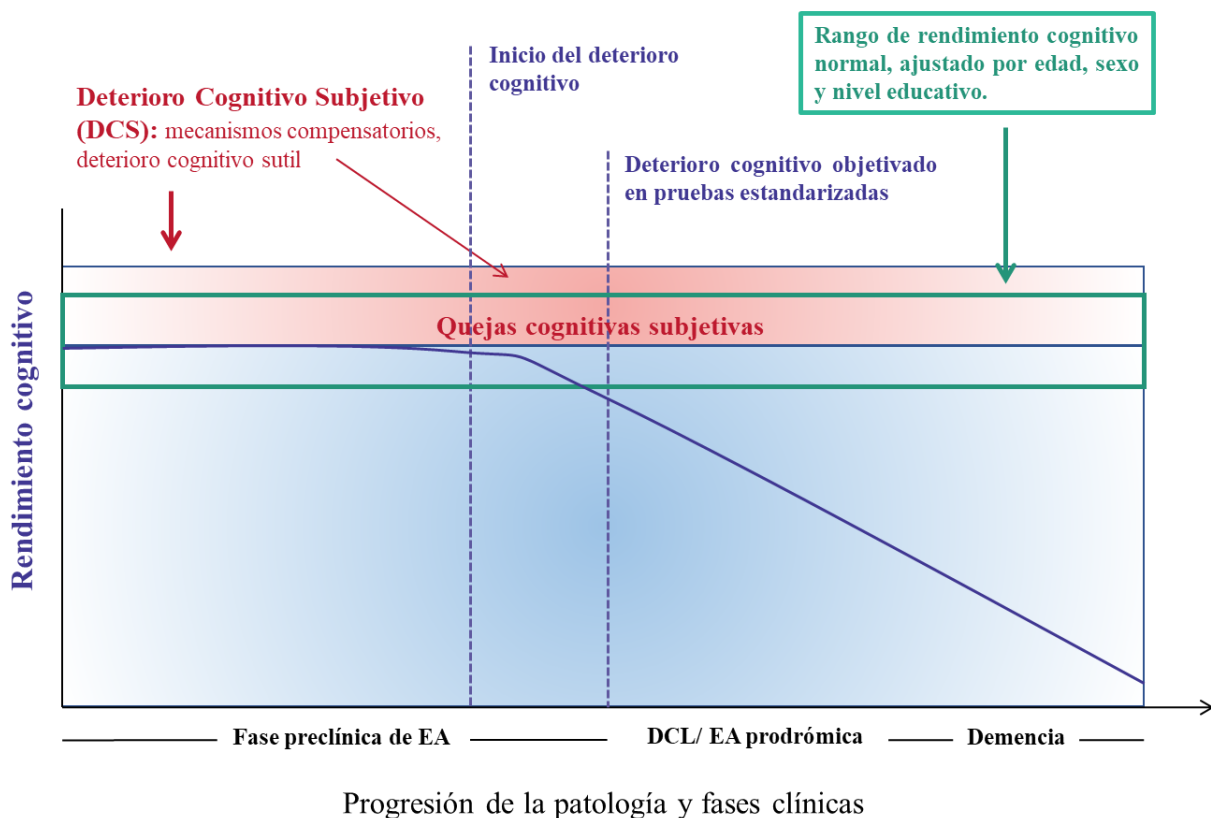 Inicio del deterioro
cognitivo
Rango de rendimiento cognitivo
normal, ajustado por edad, sexo
y nivel educativo.
Deterioro Cognitivo Subjetivo
(DCS): mecanismos compensatorios,
deterioro cognitivo sutil
Deterioro cognitivo objetivado
en pruebas estandarizadas
Rendimiento cognitivo
Quejas cognitivas subjetivas
Fase preclínica de EA
DCL/ EA prodrómica
Demencia
Progresión de la patología y fases clínicas